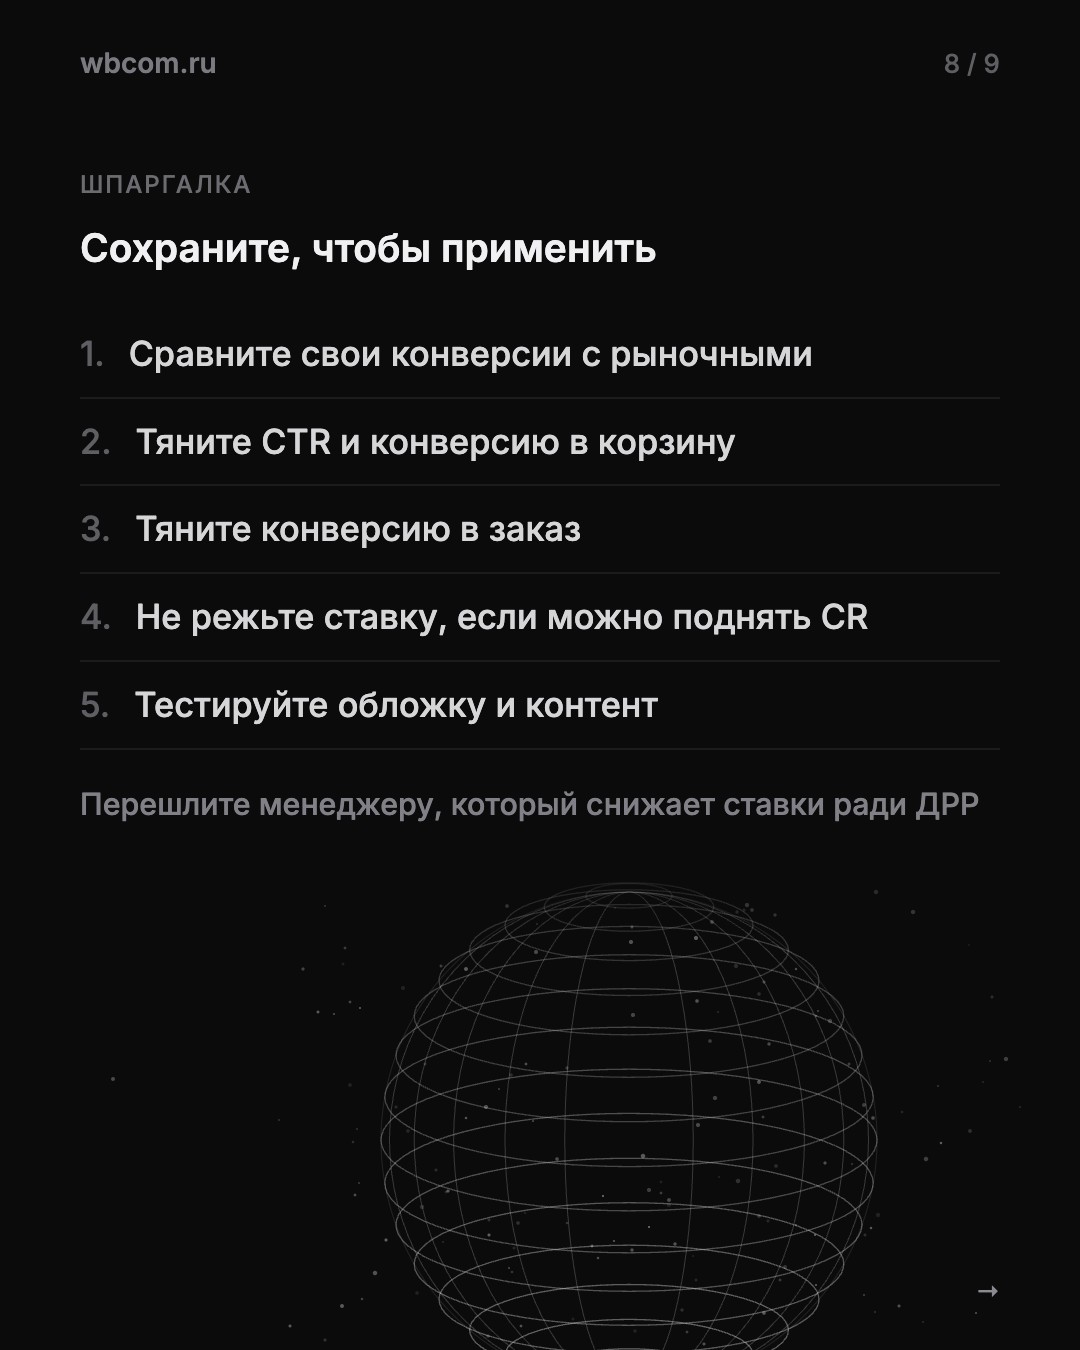 wbcom.ru
8 / 9
ШПАРГАЛКА
Сохраните, чтобы применить
1. Сравните свои конверсии с рыночными
2. Тяните CTR и конверсию в корзину
3. Тяните конверсию в заказ
4. Не режьте ставку, если можно поднять CR
5. Тестируйте обложку и контент
Перешлите менеджеру, который снижает ставки ради ДРР
→